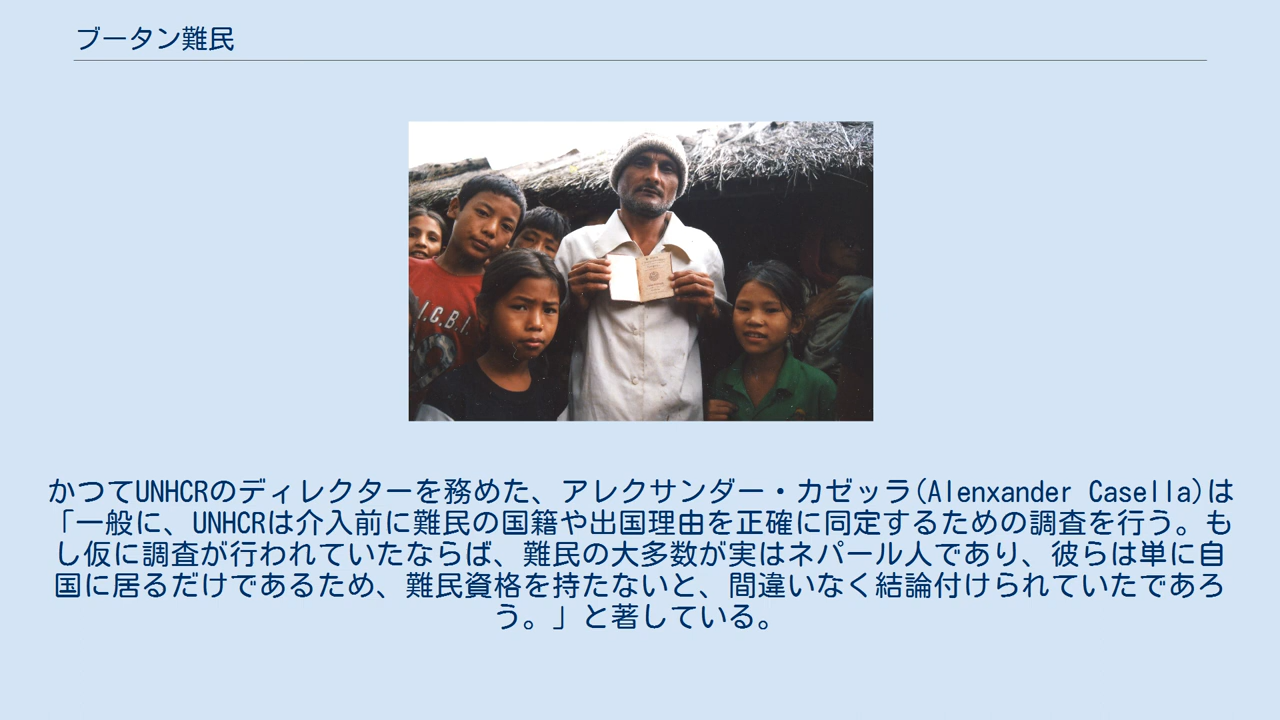 ブータン難民
I.C.B.I.
かつてUNHCRのディレクターを務めた、アレクサンダー・カゼッラ(Alenxander Casella)は
「一般に、UNHCRは介入前に難民の国籍や出国理由を正確に同定するための調査を行う。も
し仮に調査が行われていたならば、難民の大多数が実はネパール人であり、彼らは単に自
国に居るだけであるため、難民資格を持たないと、間違いなく結論付けられていたであろ
う。」と著している。